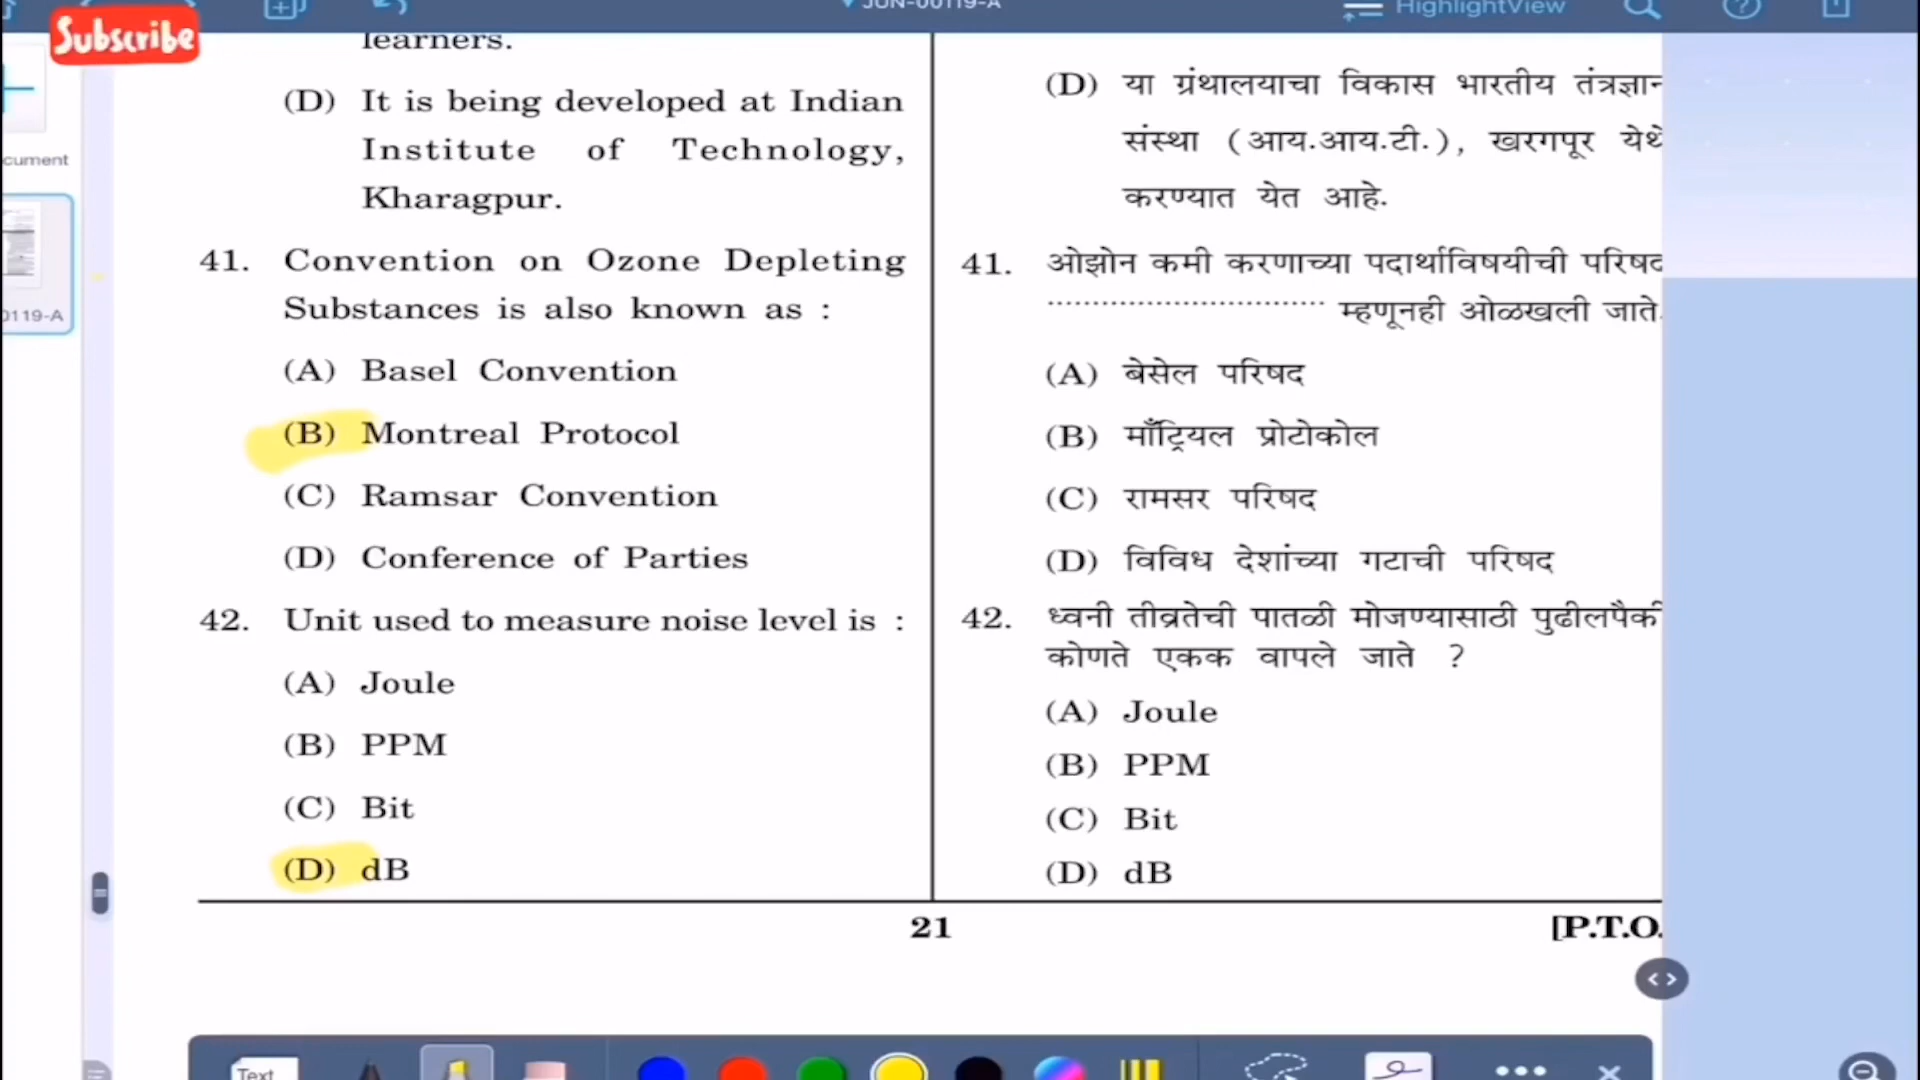 JUN-00119-A
HighlightView
Subscribe
cument
0119-A
learners.
(D) It is being developed at Indian
Institute of Technology,
Kharagpur.
41. Convention on Ozone Depleting
Substances is also known as :
(A) Basel Convention
(B) Montreal Protocol
(C) Ramsar Convention
(D) Conference of Parties
42. Unit used to measure noise level is :
(A) Joule
(B) PPM
(C) Bit
(D) dB
(D) या ग्रंथालयाचा विकास भारतीय तंत्रज्ञान
संस्था (आय.आय.टी.), खरगपूर येथे
करण्यात येत आहे.
41. ओझोन कमी करणाच्या पदार्थाविषयीची परिषद
............................ म्हणूनही ओळखली जाते.
(A) बेसेल परिषद
(B) माँट्रियल प्रोटोकोल
(C) रामसर परिषद
(D) विविध देशांच्या गटाची परिषद
42. ध्वनी तीव्रतेची पातळी मोजण्यासाठी पुढीलपैकी
कोणते एकक वापले जाते ?
(A) Joule
(B) PPM
(C) Bit
(D) dB
21
[P.T.O.
Text